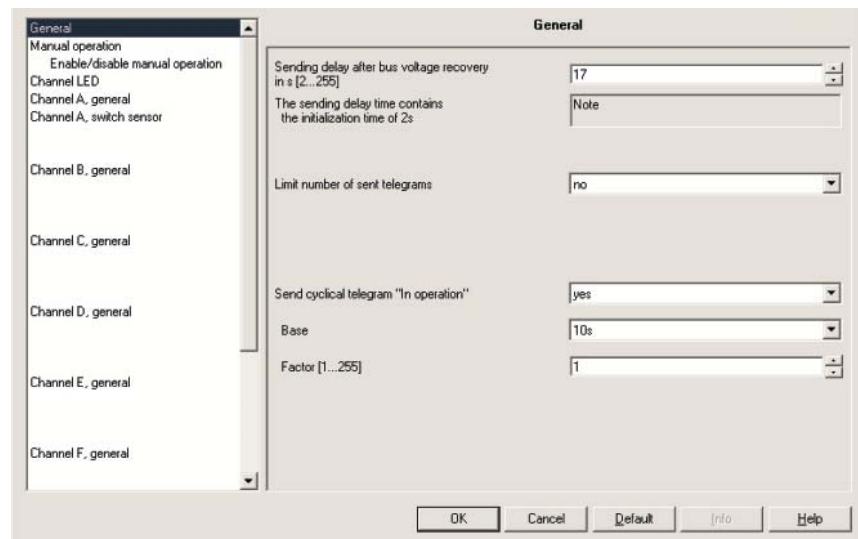 General
Manual operation
Enable/disable manual operation
Channel LED
Channel A, general
Channel A, switch sensor
Channel B, general
Channel C, general
Channel D, general
Channel E, general
Channel F, general
General
Sending delay after bus voltage recovery
in s [2...255]
17
The sending delay time contains
the initialization time of 2s
Note
Limit number of sent telegrams
no
Send cyclical telegram "In operation"
yes
Base
10s
Factor [1...255]
1
OK
Cancel
Default
Info
Help